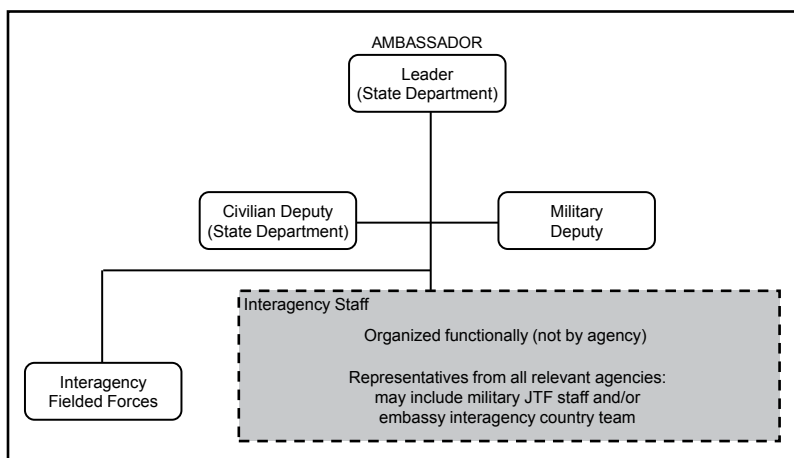 AMBASSADOR
Leader
(State Department)
Civilian Deputy
(State Department)
Military
Deputy
Interagency Staff
Organized functionally (not by agency)
Representatives from all relevant agencies:
may include military JTF staff and/or
embassy interagency country team
Interagency
Fielded Forces